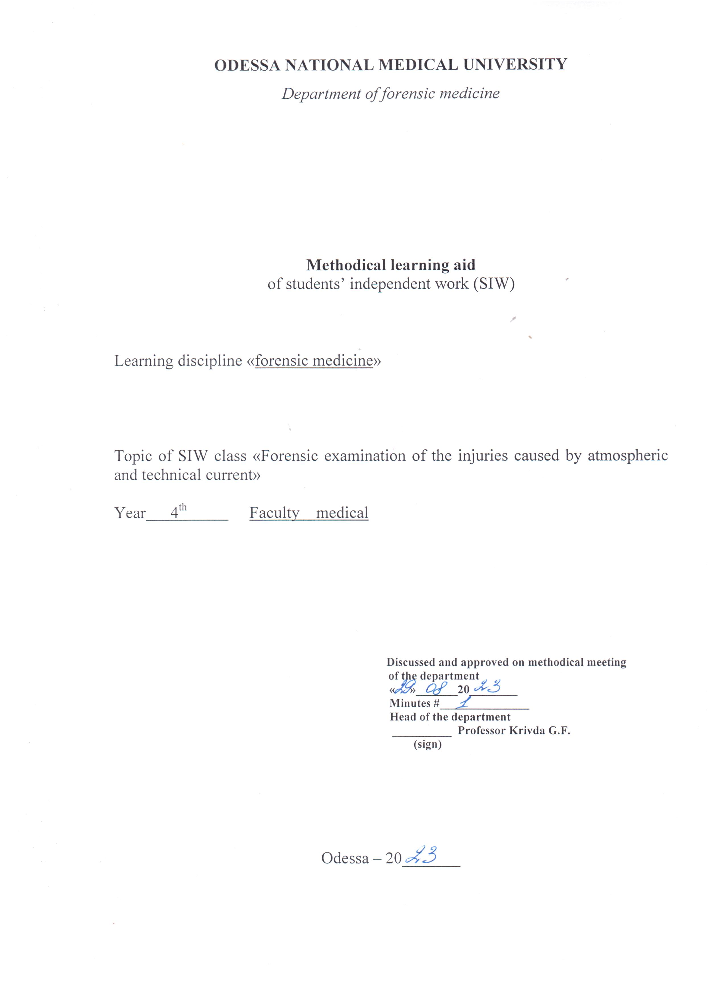 ODESSA NATIONAL MEDICAL UNIVERSITY
Department of forensic medicine
Methodical learning aid
of students’ independent work (SIW)
Learning discipline «forensic medicine»
Topic of SIW class «Forensic examination of the injuries caused by atmospheric
and technical current»
Year 4th Faculty medical
Discussed and approved on methodical meeting
of the department
«29» 08 2023
Minutes # 1
Head of the department
Professor Krivda G.F.
(sign)
Odessa – 2023